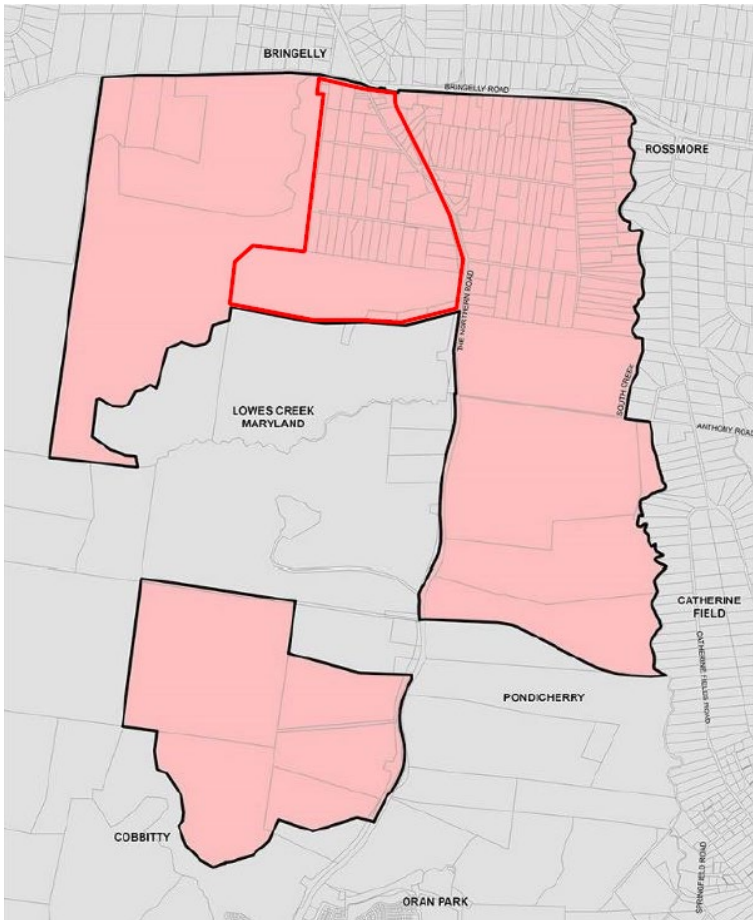 BRINGELLY
BRINGELLY ROAD
ROSSMORE
THE NORTHERN ROAD
SOUTH CREEK
LOWES CREEK
MARYLAND
ANTHONY ROAD
CATHERINE
FIELD
CATHERINE FIELDS ROAD
PONDICHERRY
COBBITTY
SPRINGFIELD ROAD
ORAN PARK